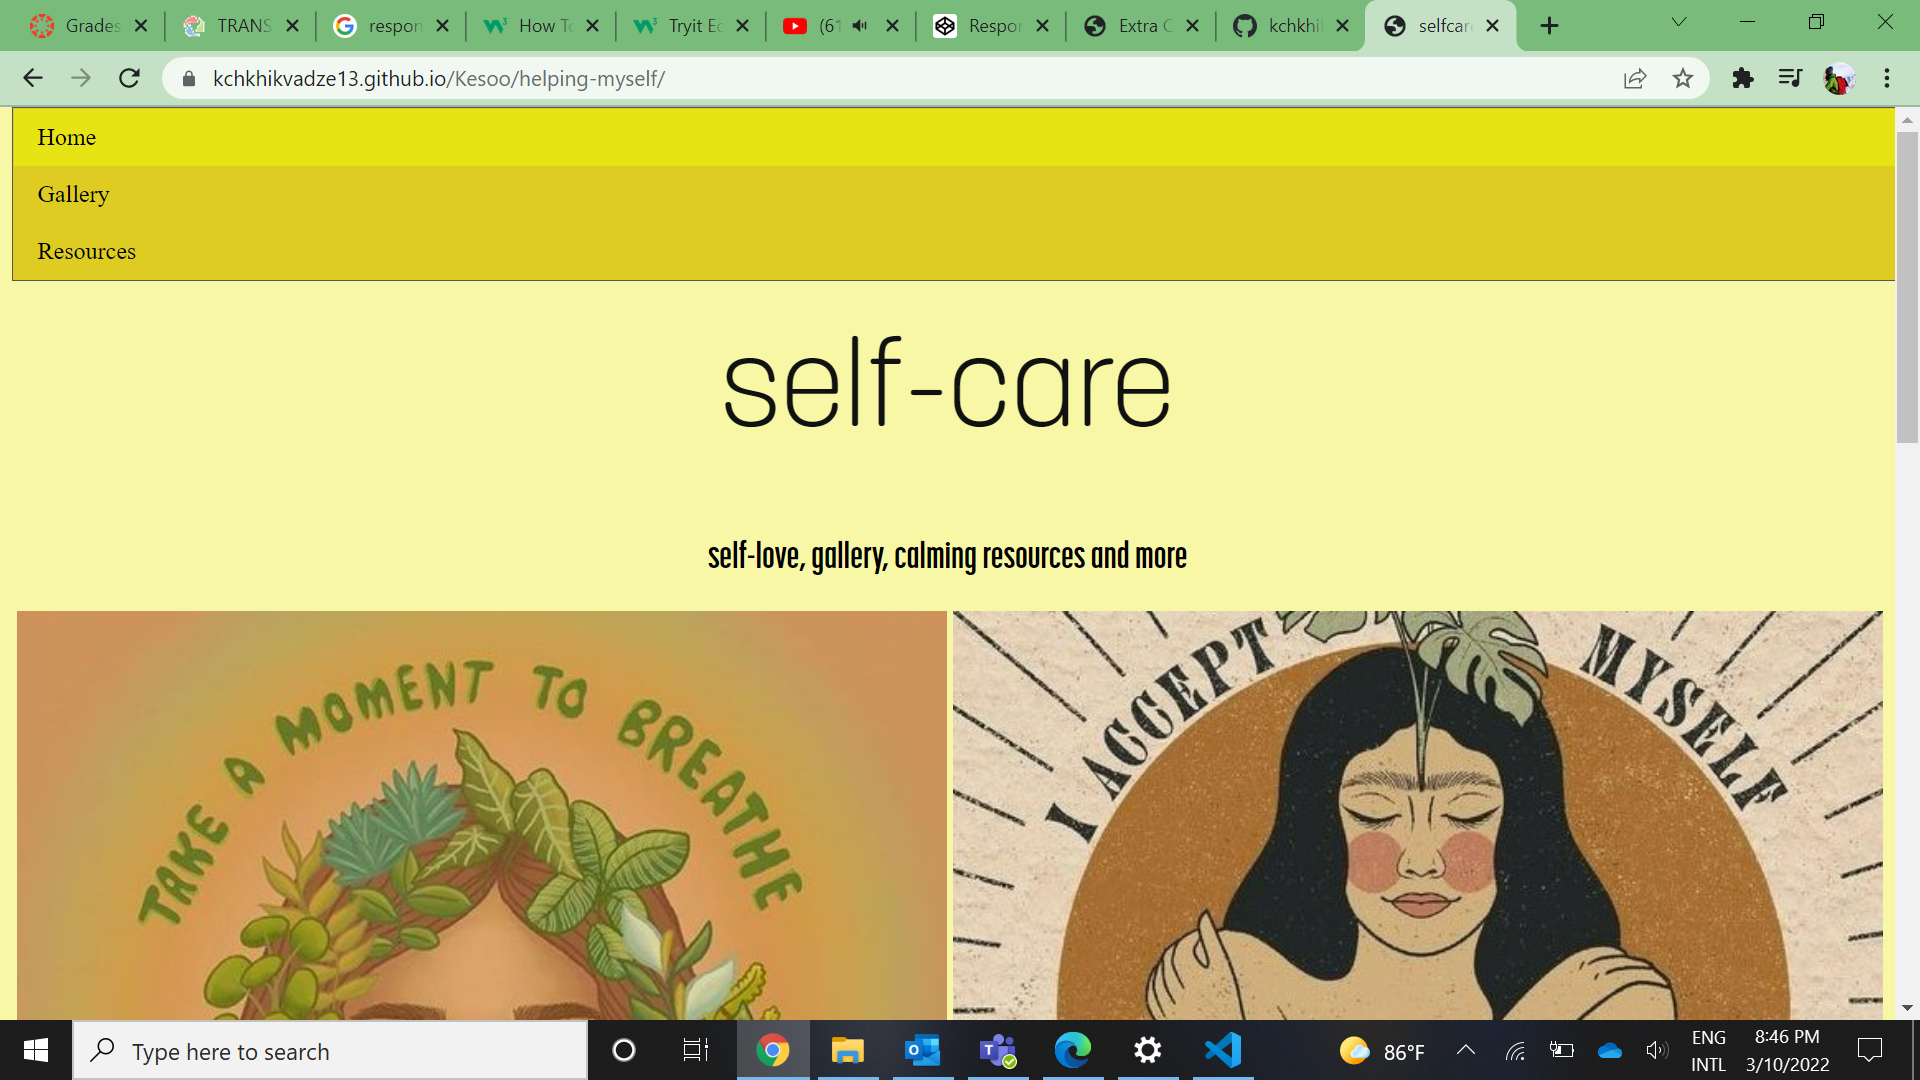 Grades
TRANS
respon
How To
Tryit Ed
(61
Respor
Extra C
kchkhi
selfcar
kchkhikvadze13.github.io/Kesoo/helping-myself/
Home
Gallery
Resources
self-care
self-love, gallery, calming resources and more
TAKE A MOMENT TO BREATHE
I ACCEPT MYSELF
Type here to search
86°F
ENG
INTL
8:46 PM
3/10/2022